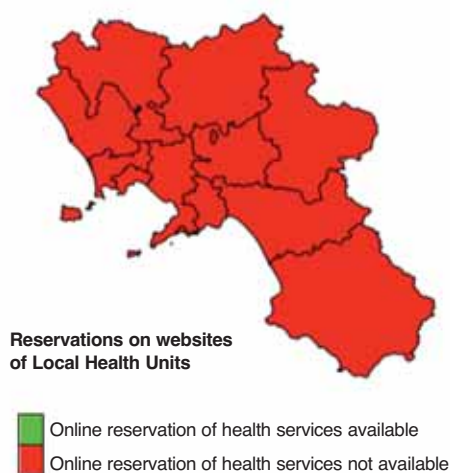 Reservations on websites
of Local Health Units
Online reservation of health services available
Online reservation of health services not available